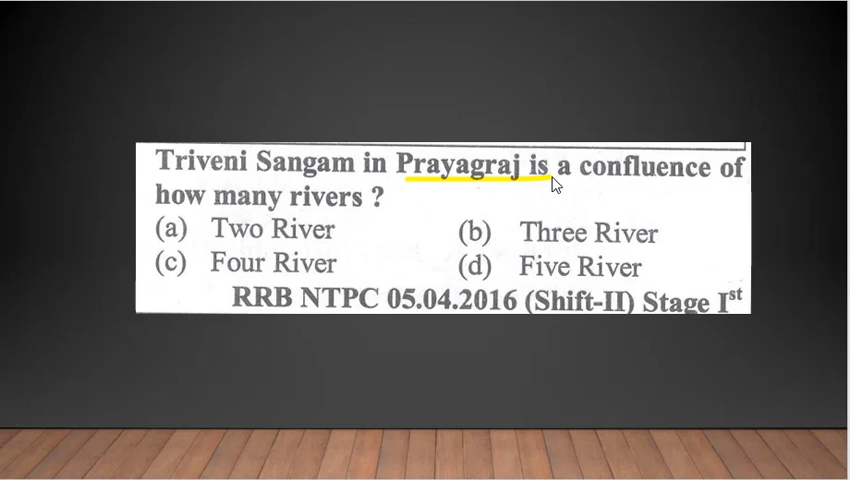 Triveni Sangam in Prayagraj is a confluence of
how many rivers ?
(a) Two River (b) Three River
(c) Four River (d) Five River
RRB NTPC 05.04.2016 (Shift-II) Stage Ist